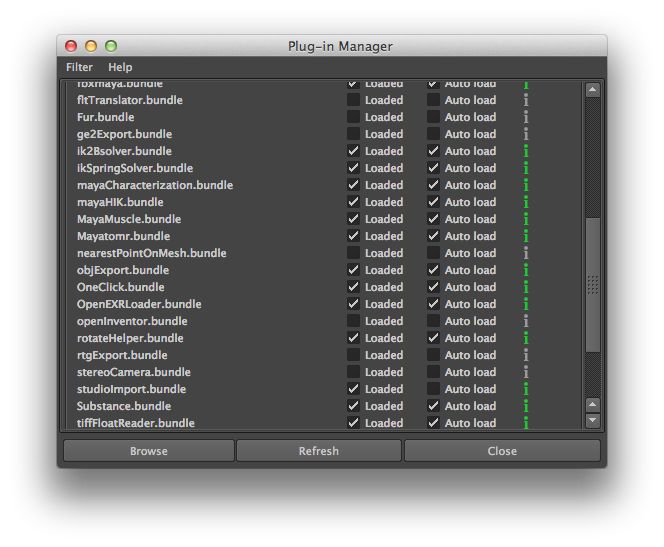 Plug-in Manager
Filter Help
fbxmaya.bundle Loaded Auto load
fltTranslator.bundle Loaded Auto load
Fur.bundle Loaded Auto load
ge2Export.bundle Loaded Auto load
ik2Bsolver.bundle Loaded Auto load
ikSpringSolver.bundle Loaded Auto load
mayaCharacterization.bundle Loaded Auto load
mayaHIK.bundle Loaded Auto load
MayaMuscle.bundle Loaded Auto load
Mayatomr.bundle Loaded Auto load
nearestPointOnMesh.bundle Loaded Auto load
objExport.bundle Loaded Auto load
OneClick.bundle Loaded Auto load
OpenEXRLoader.bundle Loaded Auto load
openInventor.bundle Loaded Auto load
rotateHelper.bundle Loaded Auto load
rtgExport.bundle Loaded Auto load
stereoCamera.bundle Loaded Auto load
studioImport.bundle Loaded Auto load
Substance.bundle Loaded Auto load
tiffFloatReader.bundle Loaded Auto load
Browse Refresh Close